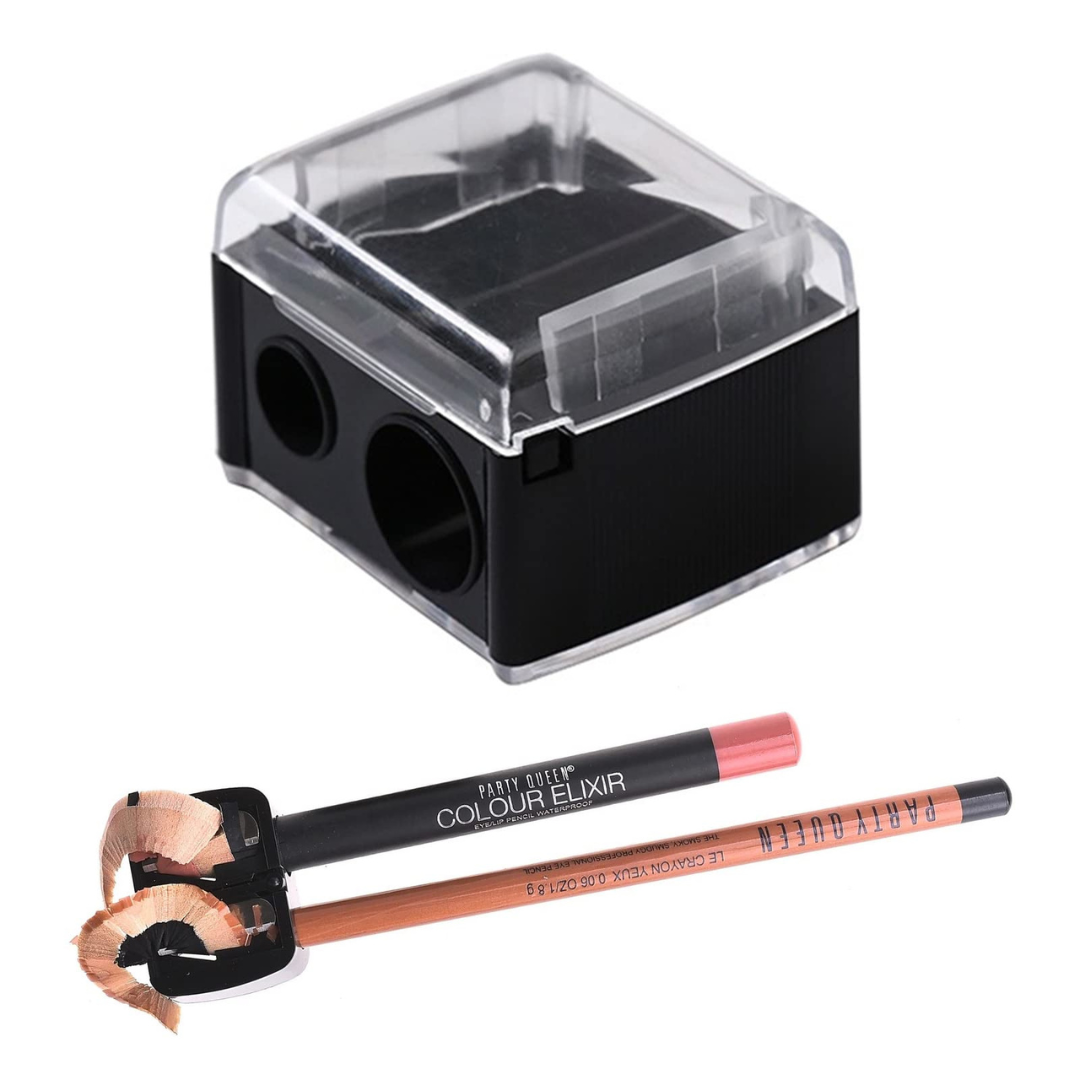 PARTY QUEEN®
COLOUR ELIXIR
EYE/LIP PENCIL WATERPROOF
PARTY QUEEN
LE CRAYON YEUX 0.06 OZ/1.8 g
THE SMOKY SMUDGY PROFESSIONAL EYE PENCIL